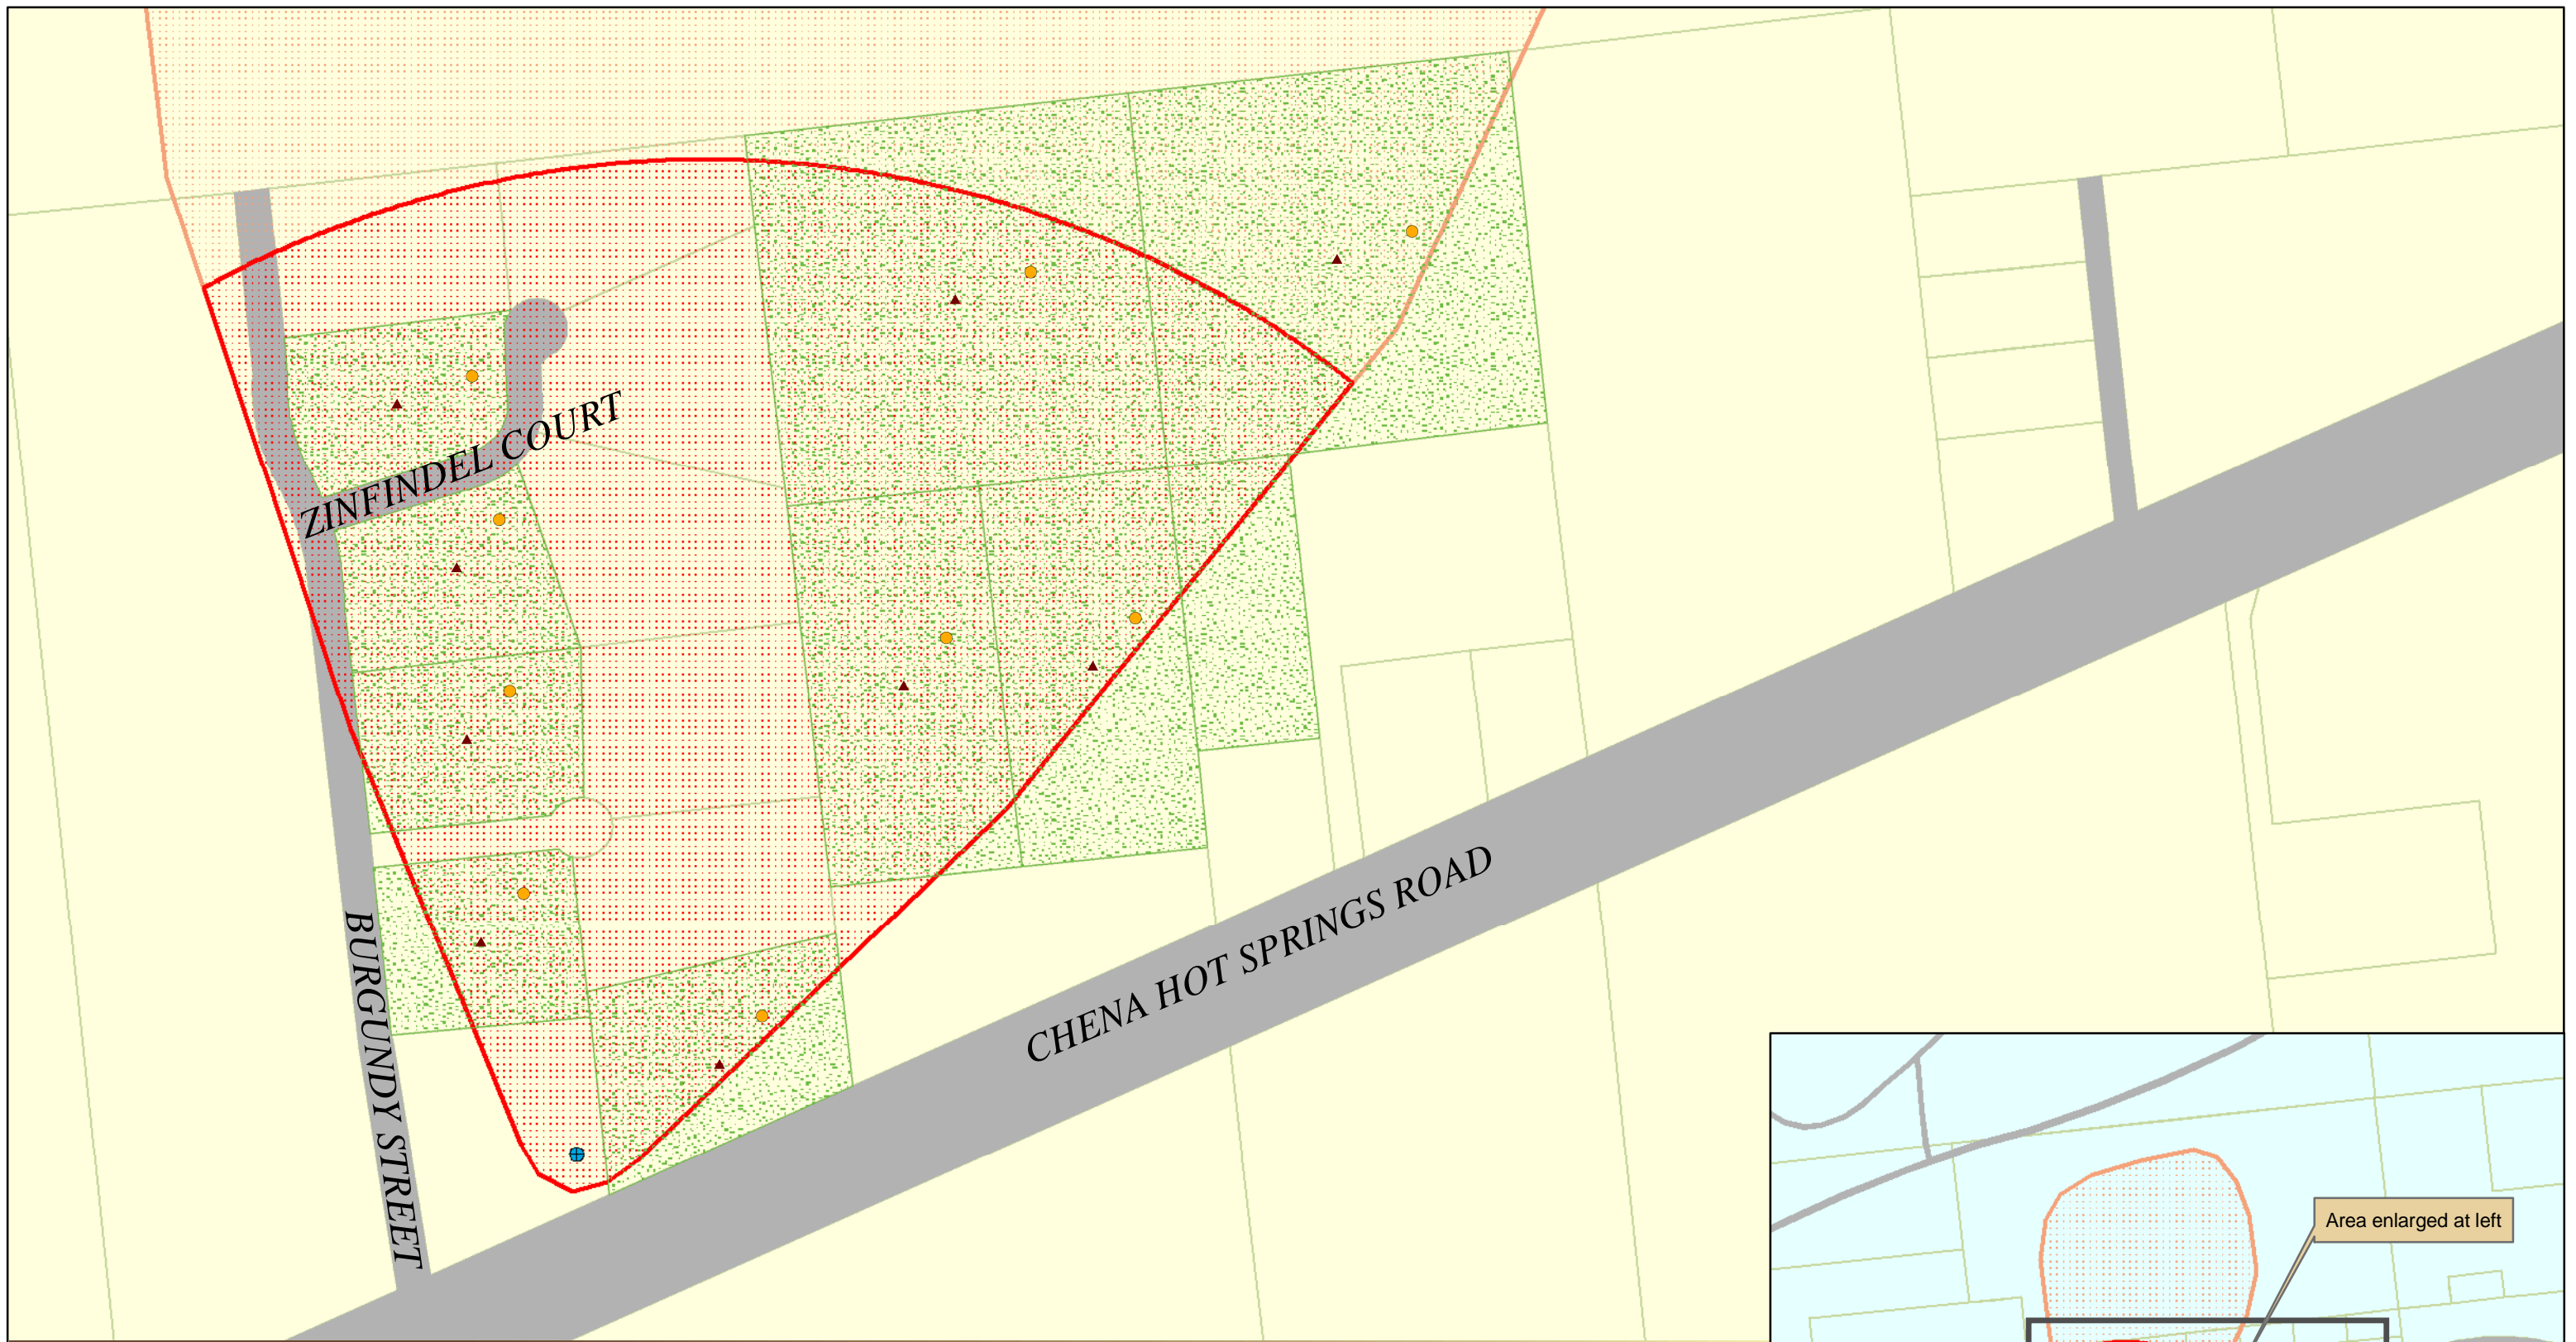 ZINFINDEL COURT
CHENA HOT SPRINGS ROAD
BURGUNDY STREET
Area enlarged at left